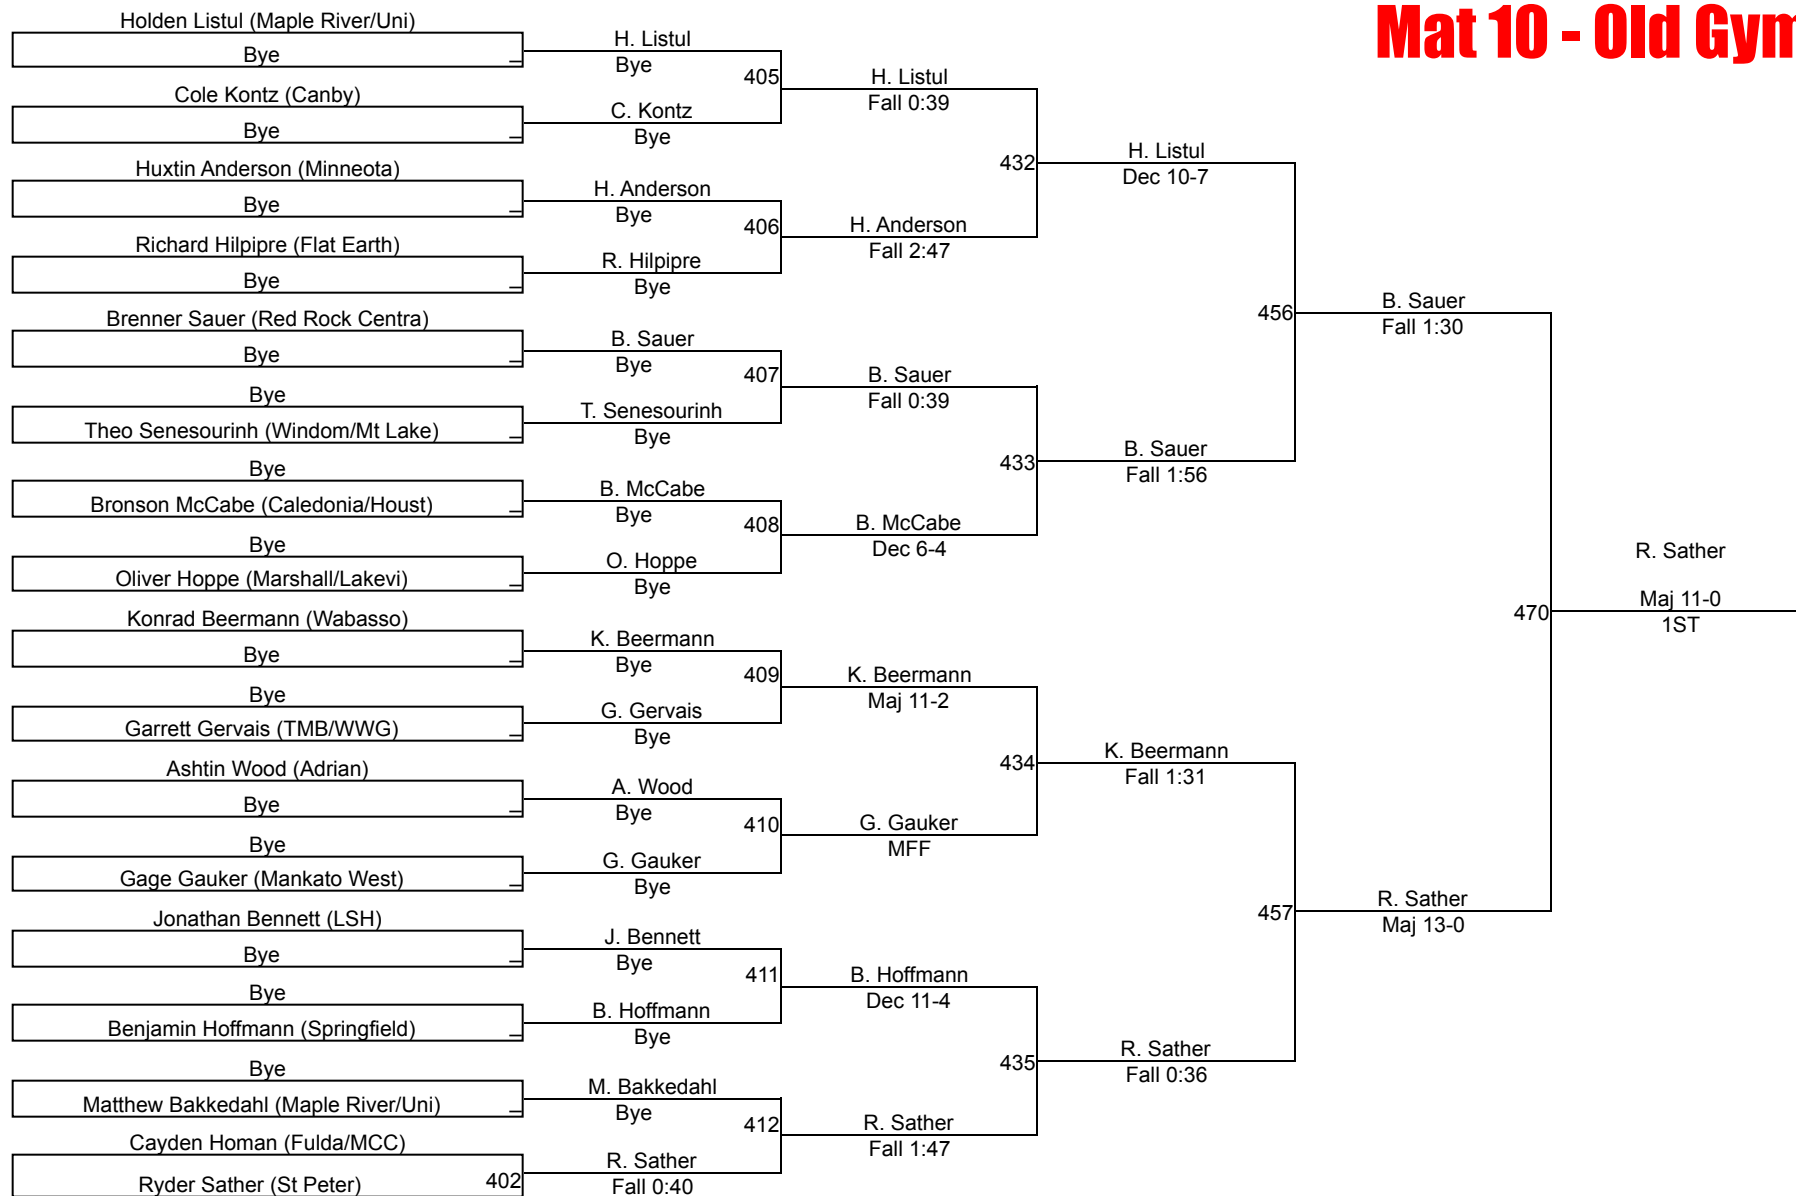 Mat 10 - Old Gym
Holden Listul (Maple River/Uni)
Bye
Cole Kontz (Canby)
Bye
Huxtin Anderson (Minneota)
Bye
Richard Hilpipre (Flat Earth)
Bye
Brenner Sauer (Red Rock Centra)
Bye
Bye
Theo Senesourinh (Windom/Mt Lake)
Bye
Bronson McCabe (Caledonia/Houst)
Bye
Oliver Hoppe (Marshall/Lakevi)
Konrad Beermann (Wabasso)
Bye
Bye
Garrett Gervais (TMB/WWG)
Ashtin Wood (Adrian)
Bye
Bye
Gage Gauker (Mankato West)
Jonathan Bennett (LSH)
Bye
Bye
Benjamin Hoffmann (Springfield)
Bye
Matthew Bakkedahl (Maple River/Uni)
Cayden Homan (Fulda/MCC)
Ryder Sather (St Peter) 402
H. Listul
Bye
405
C. Kontz
Bye
H. Anderson
Bye
406
R. Hilpipre
Bye
B. Sauer
Bye
407
T. Senesourinh
Bye
B. McCabe
Bye
408
O. Hoppe
Bye
K. Beermann
Bye
409
G. Gervais
Bye
A. Wood
Bye
410
G. Gauker
Bye
J. Bennett
Bye
411
B. Hoffmann
Bye
M. Bakkedahl
Bye
412
R. Sather
Fall 0:40
H. Listul
Fall 0:39
432
H. Anderson
Fall 2:47
B. Sauer
Fall 0:39
433
B. McCabe
Dec 6-4
K. Beermann
Maj 11-2
434
G. Gauker
MFF
B. Hoffmann
Dec 11-4
435
R. Sather
Fall 1:47
H. Listul
Dec 10-7
456
B. Sauer
Fall 1:56
K. Beermann
Fall 1:31
457
R. Sather
Fall 0:36
B. Sauer
Fall 1:30
470
R. Sather
Maj 13-0
R. Sather
Maj 11-0
1ST